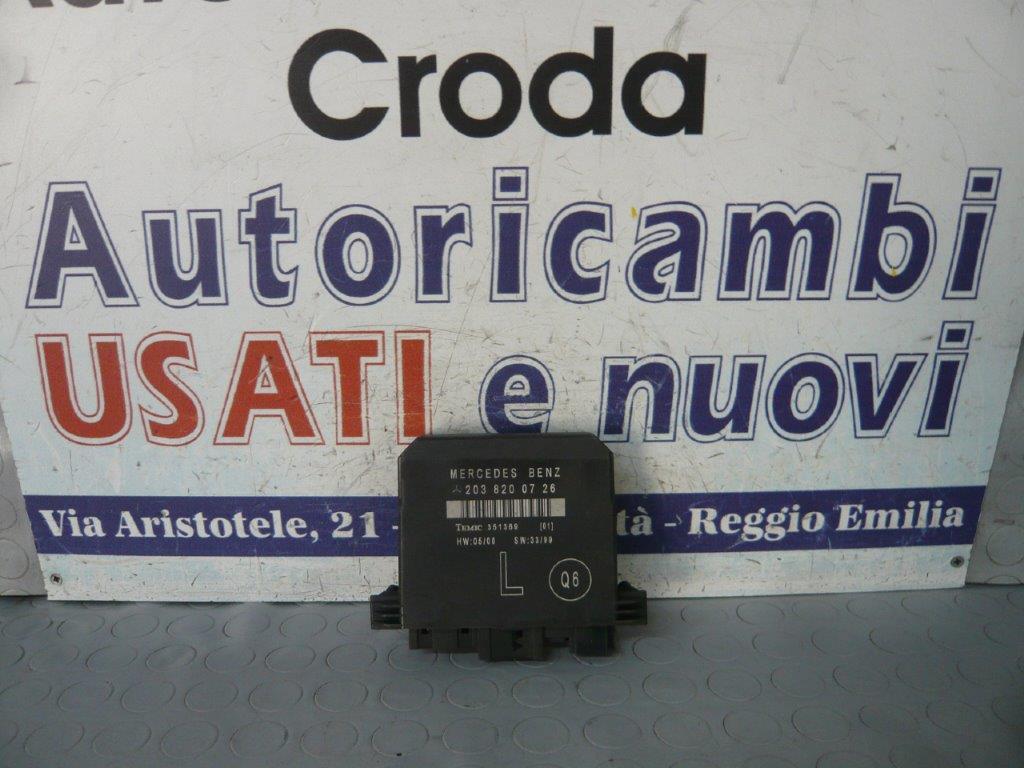 Croda
Autoricambi
USATI e nuovi
Via Aristotele, 21 - tà - Reggio Emilia
MERCEDES BENZ
203 820 07 26
TEMIC 351369 [01]
HW:05/00 SW:33/99
L Q6